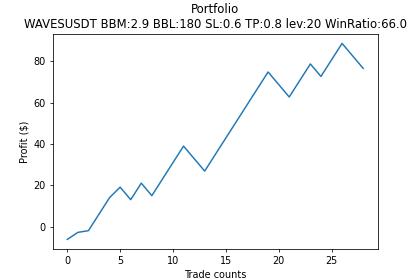 Portfolio
WAVESUSDT BBM:2.9 BBL:180 SL:0.6 TP:0.8 lev:20 WinRatio:66.0
80
60
40
20
0
Profit ($)
0 5 10 15 20 25
Trade counts